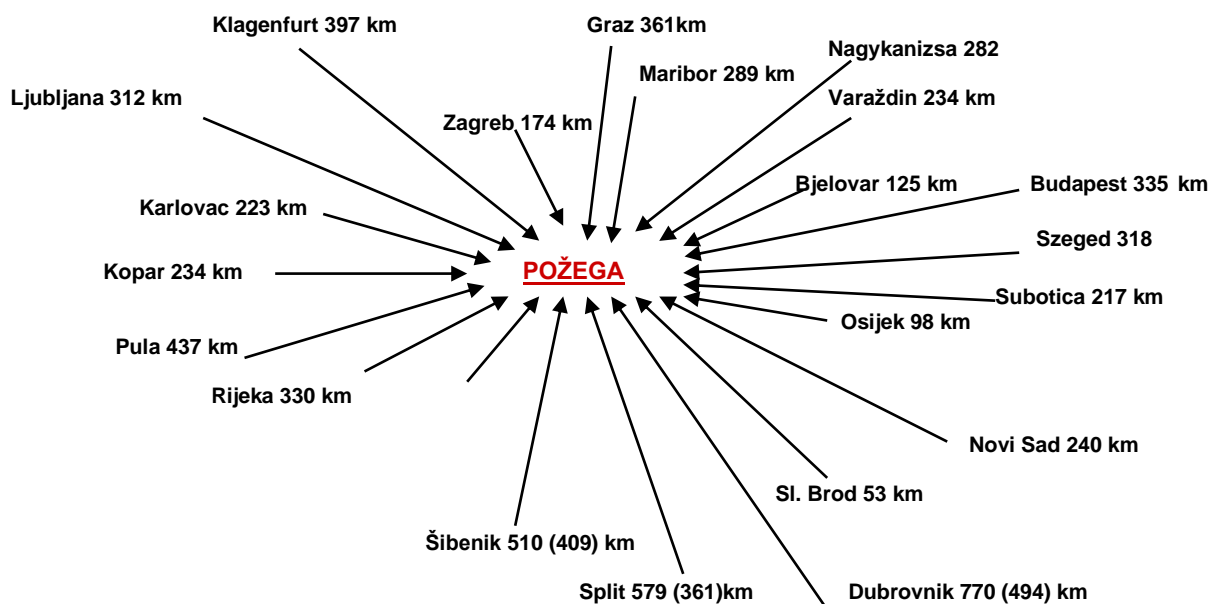 Klagenfurt 397 km
Graz 361km
Nagykanizsa 282
Maribor 289 km
Ljubljana 312 km
Varaždin 234 km
Zagreb 174 km
Bjelovar 125 km
Budapest 335 km
Karlovac 223 km
Szeged 318
Kopar 234 km
POŽEGA
Subotica 217 km
Osijek 98 km
Pula 437 km
Rijeka 330 km
Novi Sad 240 km
Sl. Brod 53 km
Šibenik 510 (409) km
Split 579 (361)km
Dubrovnik 770 (494) km